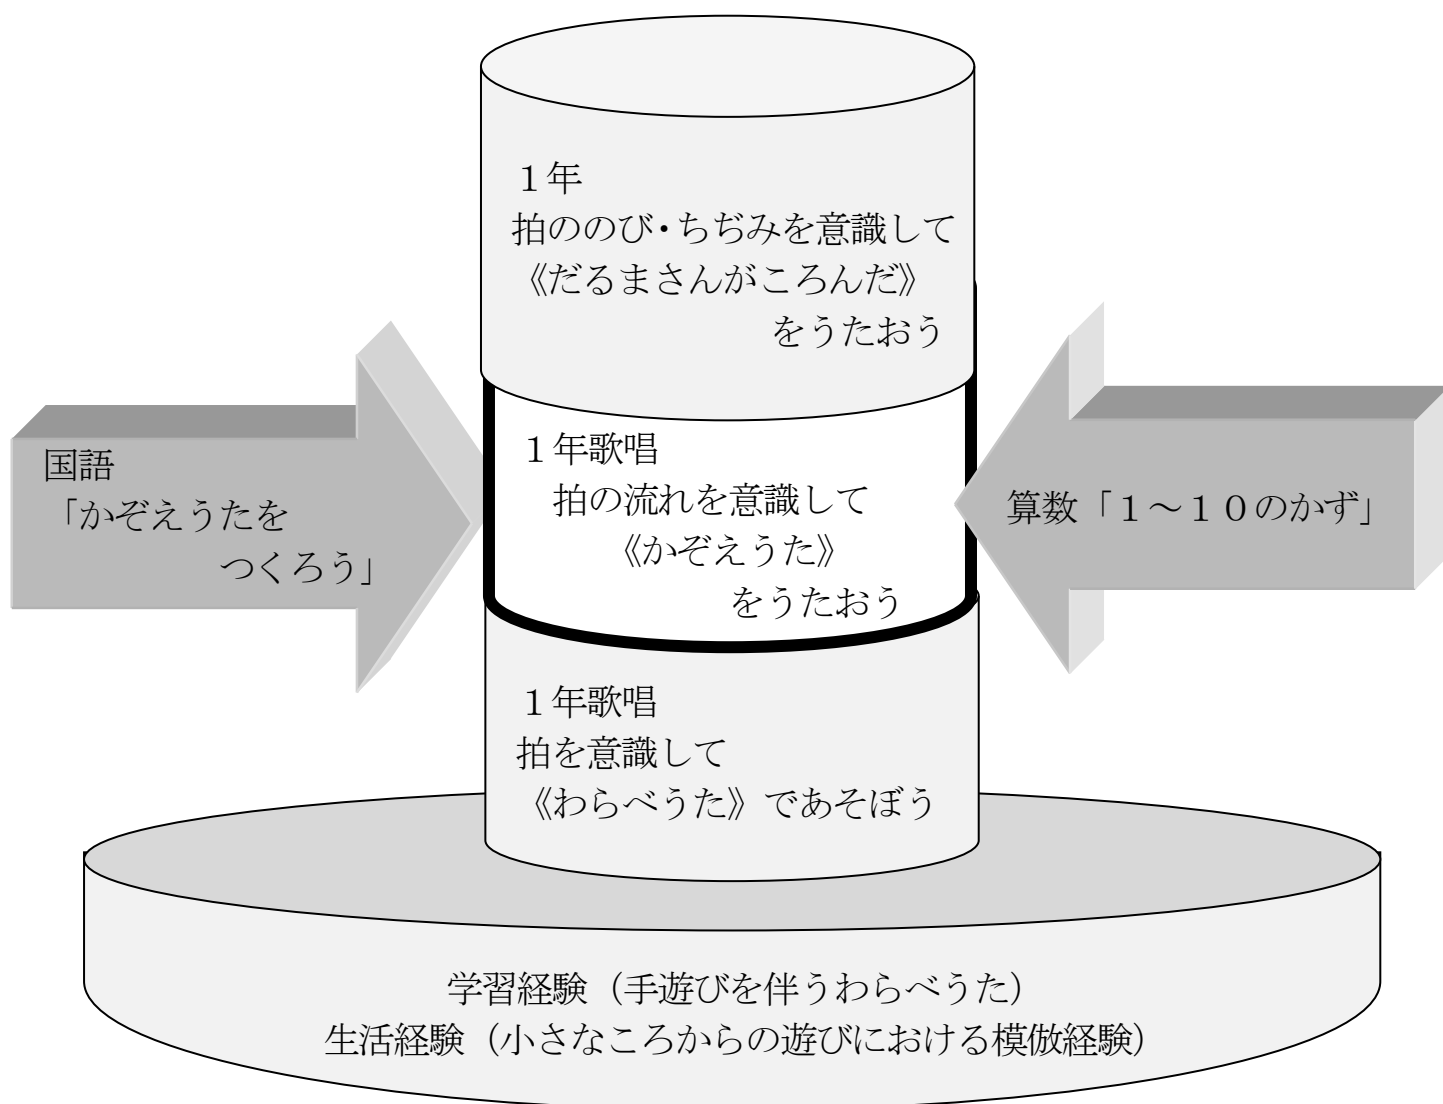 １年
拍ののび・ちぢみを意識して
《だるまさんがころんだ》
をうたおう
国語
「かぞえうたを
つくろう」
１年歌唱
拍の流れを意識して
《かぞえうた》
をうたおう
算数「１～１０のかず」
１年歌唱
拍を意識して
《わらべうた》であそぼう
学習経験（手遊びを伴うわらべうた）
生活経験（小さなころからの遊びにおける模倣経験）